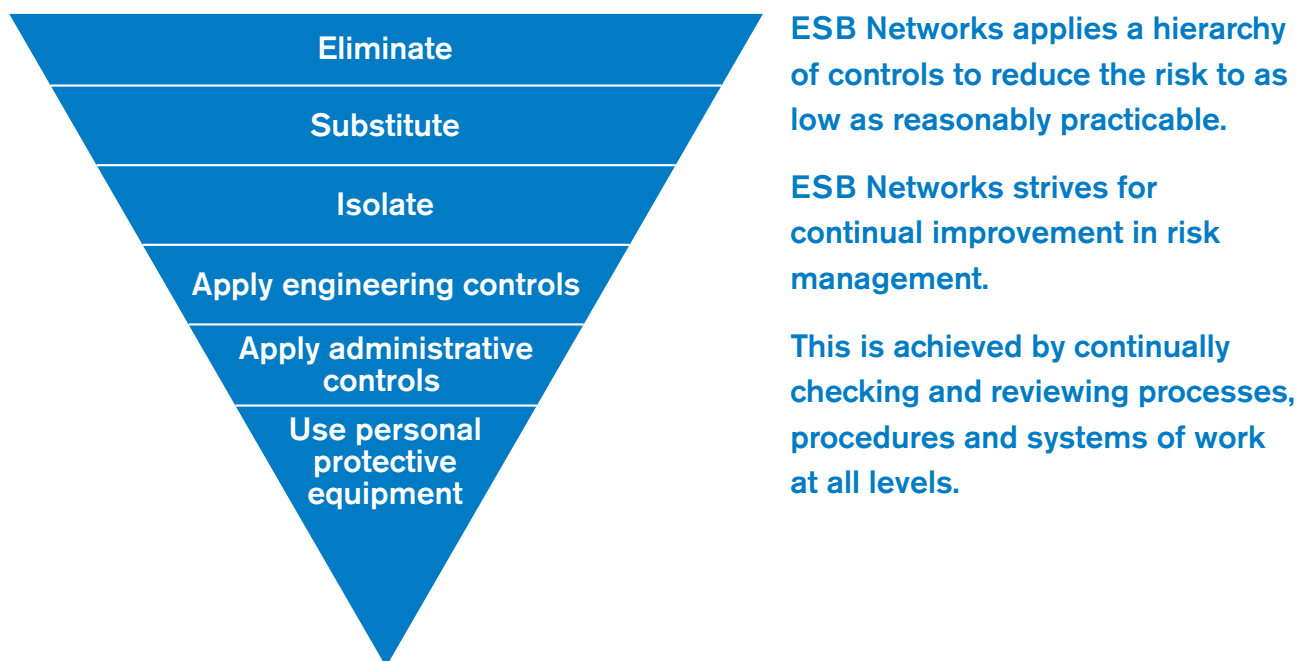 Eliminate
Substitute
Isolate
Apply engineering controls
Apply administrative
controls
Use personal
protective
equipment
ESB Networks applies a hierarchy
of controls to reduce the risk to as
low as reasonably practicable.
ESB Networks strives for
continual improvement in risk
management.
This is achieved by continually
checking and reviewing processes,
procedures and systems of work
at all levels.